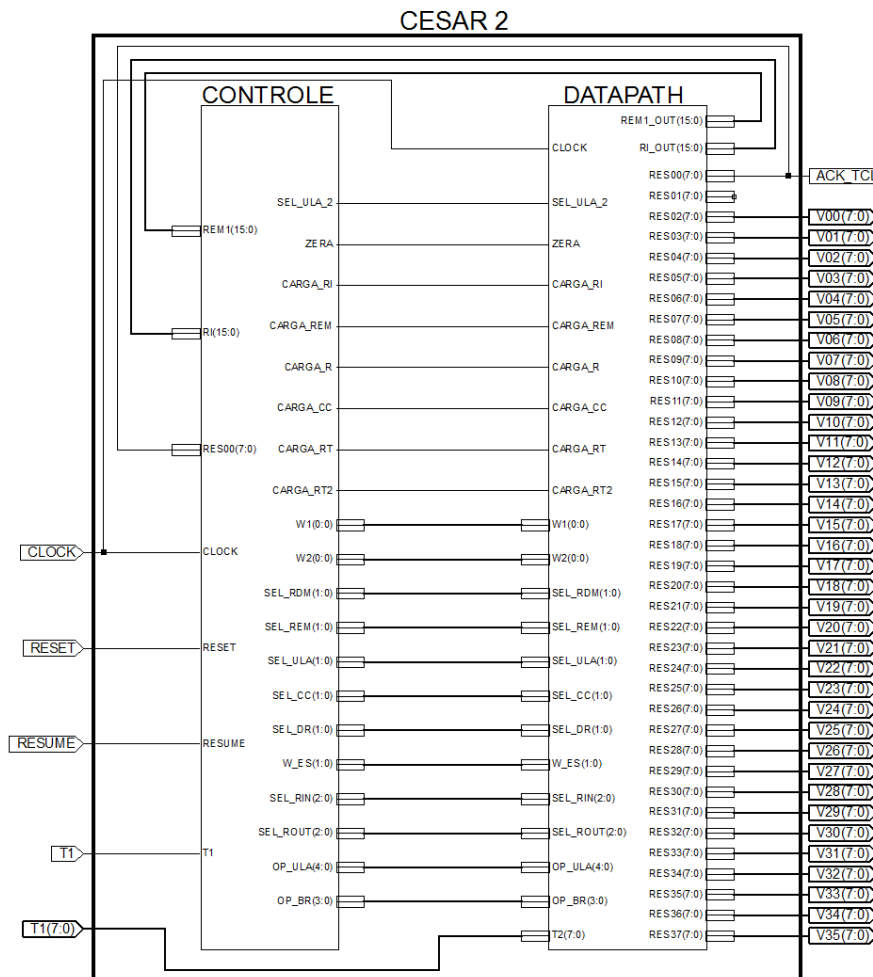 CESAR 2
CONTROLE
DATAPATH
REM1_OUT(15:0)
CLOCK
RI_OUT(15:0)
RES00(7:0)
RES01(7:0)
SEL_ULA_2
SEL_ULA_2
RES02(7:0)
V00(7:0)
REM1(15:0)
RES03(7:0)
V01(7:0)
ZERA
ZERA
RES04(7:0)
V02(7:0)
RES05(7:0)
V03(7:0)
CARGA_RI
CARGA_RI
RES06(7:0)
V04(7:0)
RES07(7:0)
V05(7:0)
RI(15:0)
CARGA_REM
CARGA_REM
RES08(7:0)
V06(7:0)
RES09(7:0)
V07(7:0)
CARGA_R
CARGA_R
RES10(7:0)
V08(7:0)
RES11(7:0)
V09(7:0)
CARGA_CC
CARGA_CC
RES12(7:0)
V10(7:0)
RES13(7:0)
V11(7:0)
RES00(7:0)
CARGA_RT
CARGA_RT
RES14(7:0)
V12(7:0)
RES15(7:0)
V13(7:0)
CARGA_RT2
CARGA_RT2
RES16(7:0)
V14(7:0)
W1(0:0)
W1(0:0)
RES17(7:0)
V15(7:0)
RES18(7:0)
V16(7:0)
CLOCK
CLOCK
W2(0:0)
W2(0:0)
RES19(7:0)
V17(7:0)
RES20(7:0)
V18(7:0)
SEL_RDM(1:0)
SEL_RDM(1:0)
RES21(7:0)
V19(7:0)
SEL_REM(1:0)
SEL_REM(1:0)
RES22(7:0)
V20(7:0)
RESET
RESET
RES23(7:0)
V21(7:0)
SEL_ULA(1:0)
SEL_ULA(1:0)
RES24(7:0)
V22(7:0)
RES25(7:0)
V23(7:0)
SEL_CC(1:0)
SEL_CC(1:0)
RES26(7:0)
V24(7:0)
SEL_DR(1:0)
SEL_DR(1:0)
RES27(7:0)
V25(7:0)
RESUME
RESUME
RES28(7:0)
V26(7:0)
W_ES(1:0)
W_ES(1:0)
RES29(7:0)
V27(7:0)
RES30(7:0)
V28(7:0)
SEL_RIN(2:0)
SEL_RIN(2:0)
RES31(7:0)
V29(7:0)
SEL_ROUT(2:0)
SEL_ROUT(2:0)
RES32(7:0)
V30(7:0)
T1
T1
RES33(7:0)
V31(7:0)
OP_ULA(4:0)
OP_ULA(4:0)
RES34(7:0)
V32(7:0)
RES35(7:0)
V33(7:0)
OP_BR(3:0)
OP_BR(3:0)
RES36(7:0)
V34(7:0)
T1(7:0)
T2(7:0)
RES37(7:0)
V35(7:0)